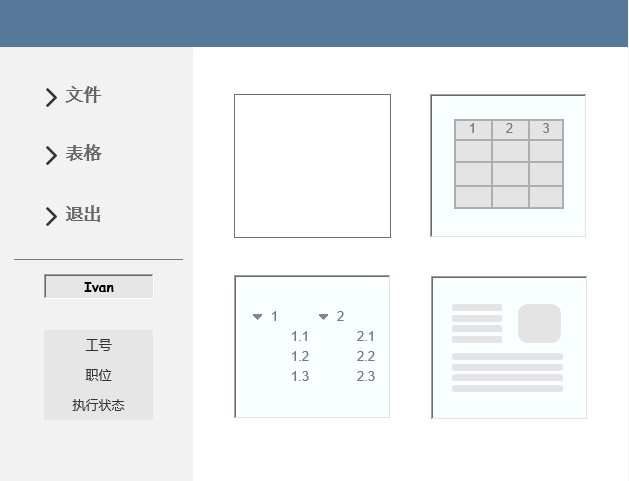 文件
表格
退出
Ivan
工号
职位
执行状态
1 2 3
1 2
1.1 2.1
1.2 2.2
1.3 2.3